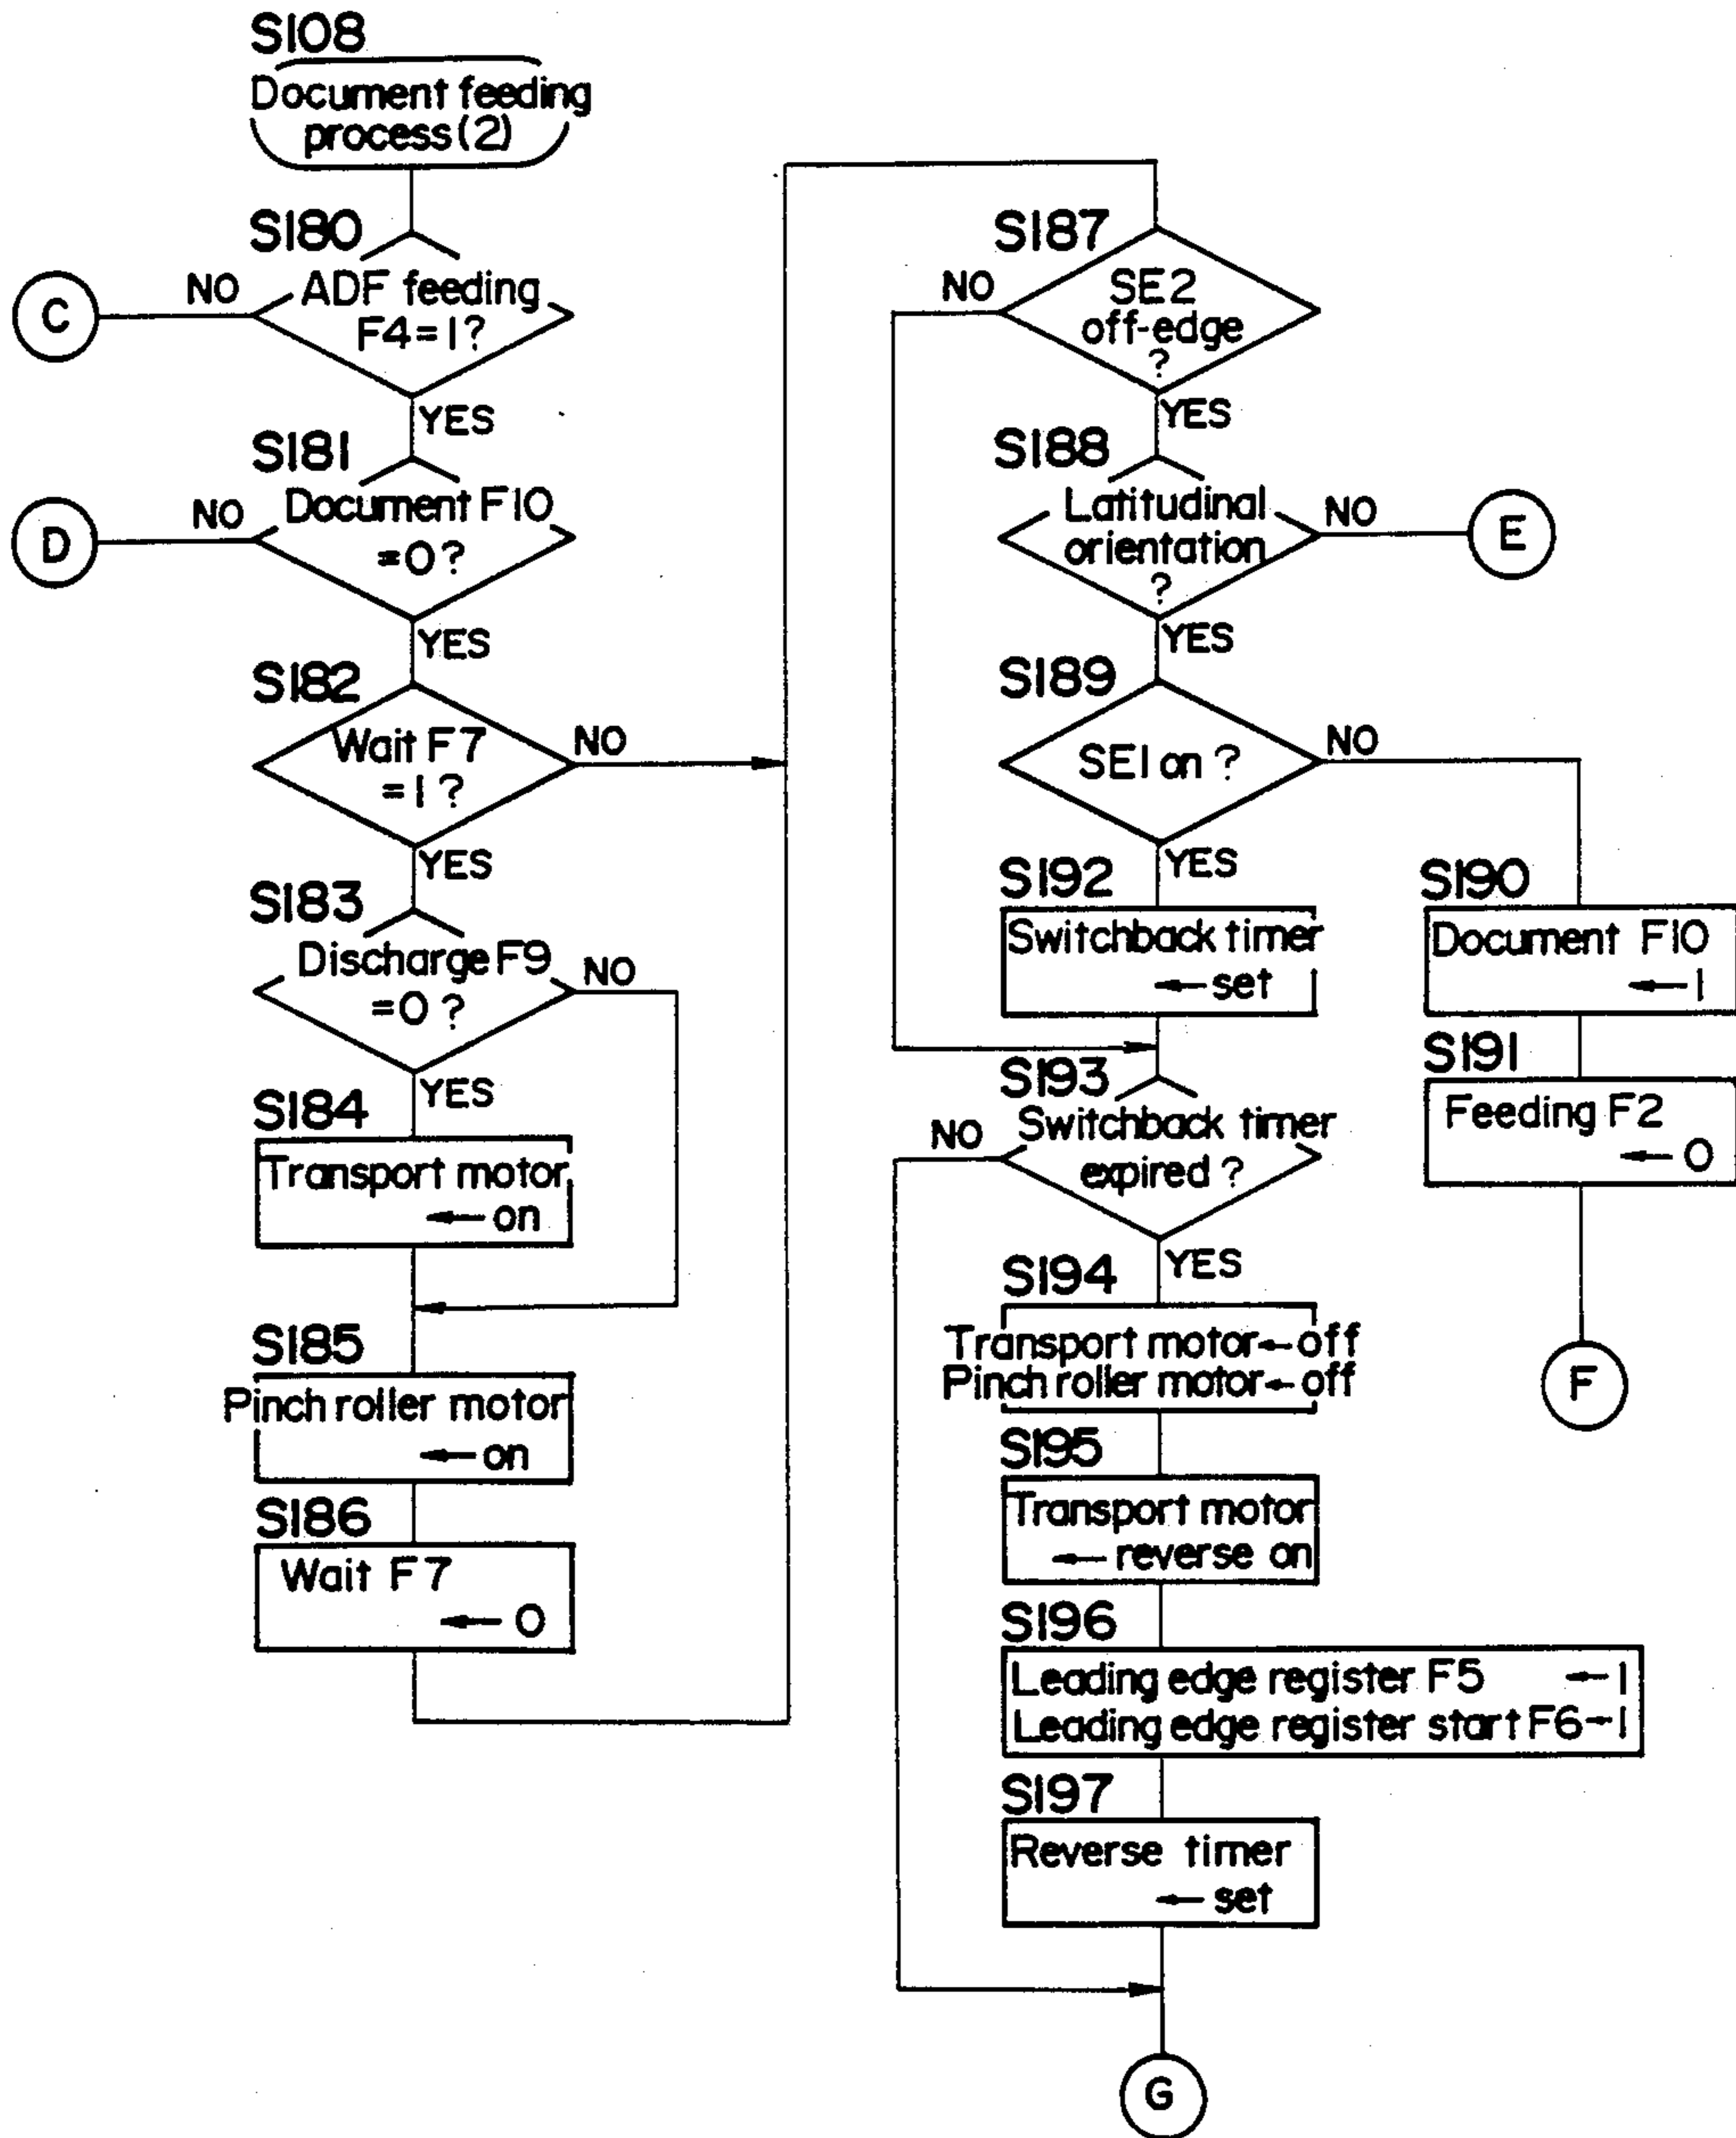 S108
Document feeding
process(2)
S180
ADF feeding
F4=1?
NO
C
YES
S181
Document F10
=0?
NO
D
YES
S182
Wait F7
=1?
NO
YES
S183
Discharge F9
=0?
NO
YES
S184
Transport motor
←on
S185
Pinch roller motor
←on
S186
Wait F7
←0
S187
SE2
off-edge
?
NO
YES
S188
Latitudinal
orientation
?
NO
E
YES
S189
SE1 on?
NO
YES
S192
Switchback timer
←set
S190
Document F10
←1
S191
Feeding F2
←0
F
S193
Switchback timer
expired?
NO
YES
S194
Transport motor←off
Pinch roller motor←off
S195
Transport motor
←reverse on
S196
Leading edge register F5 ←1
Leading edge register start F6←1
S197
Reverse timer
←set
G